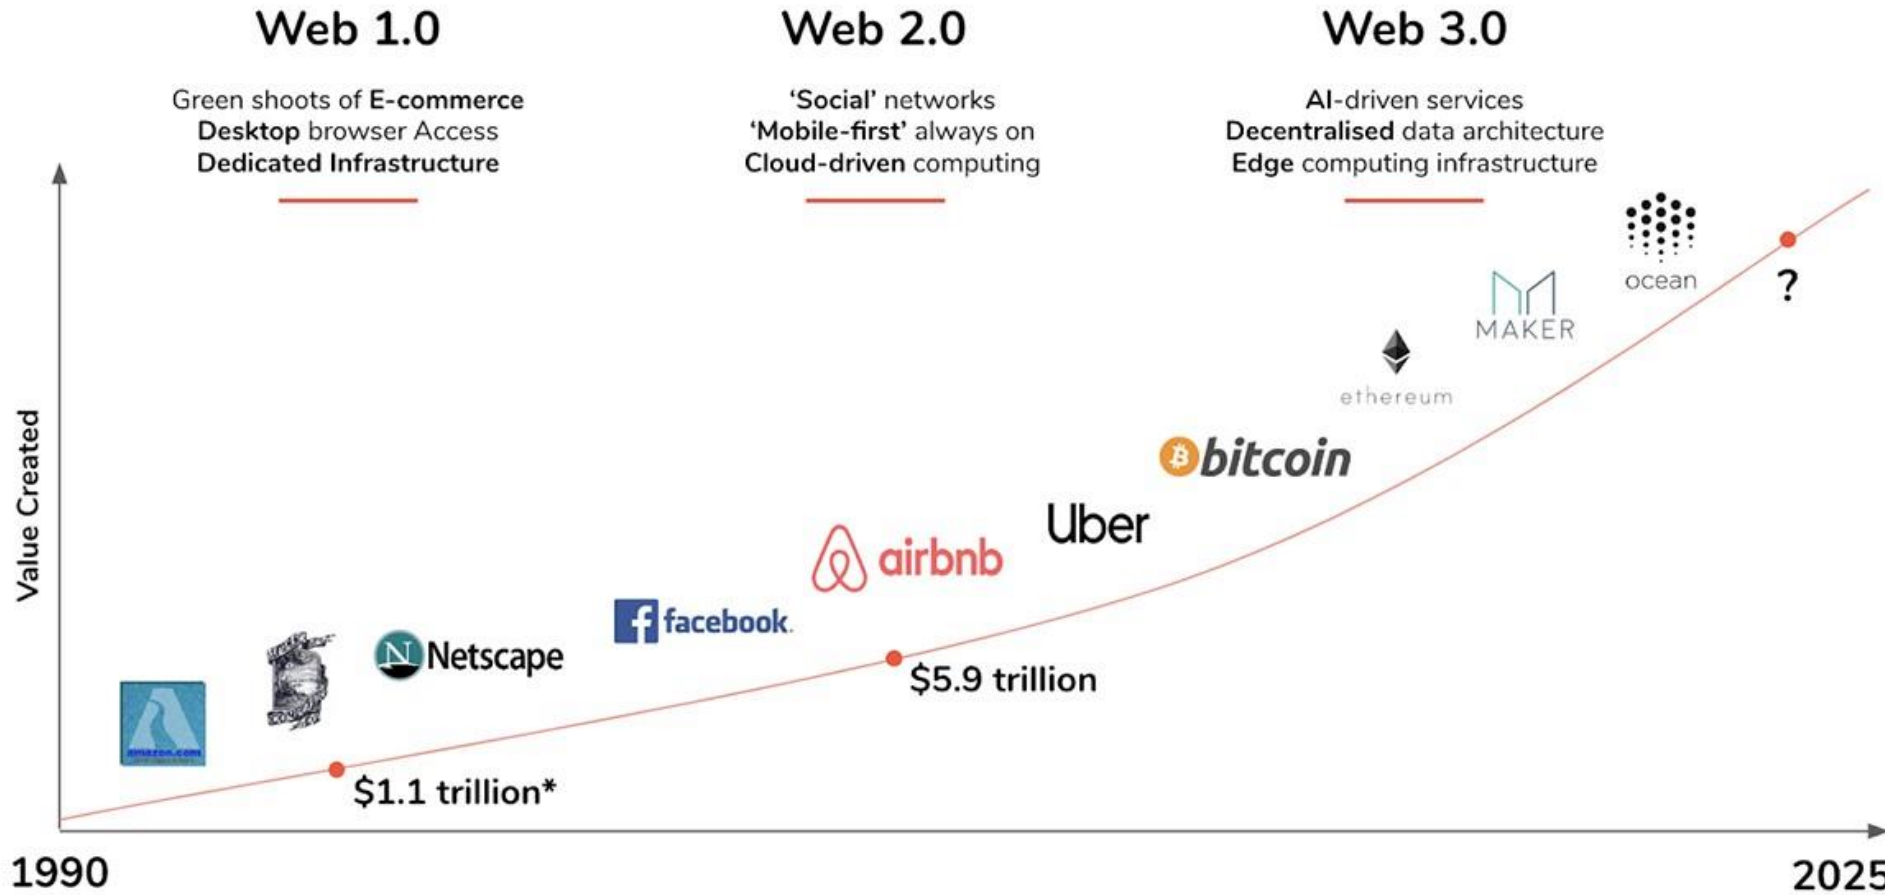 Web 1.0
Green shoots of E-commerce
Desktop browser Access
Dedicated Infrastructure
Web 2.0
‘Social’ networks
‘Mobile-first’ always on
Cloud-driven computing
Web 3.0
AI-driven services
Decentralised data architecture
Edge computing infrastructure
Value Created
amazon.com
N Netscape
f facebook.
airbnb
Uber
bitcoin
ethereum
MAKER
ocean
$1.1 trillion*
$5.9 trillion
?
1990
2025